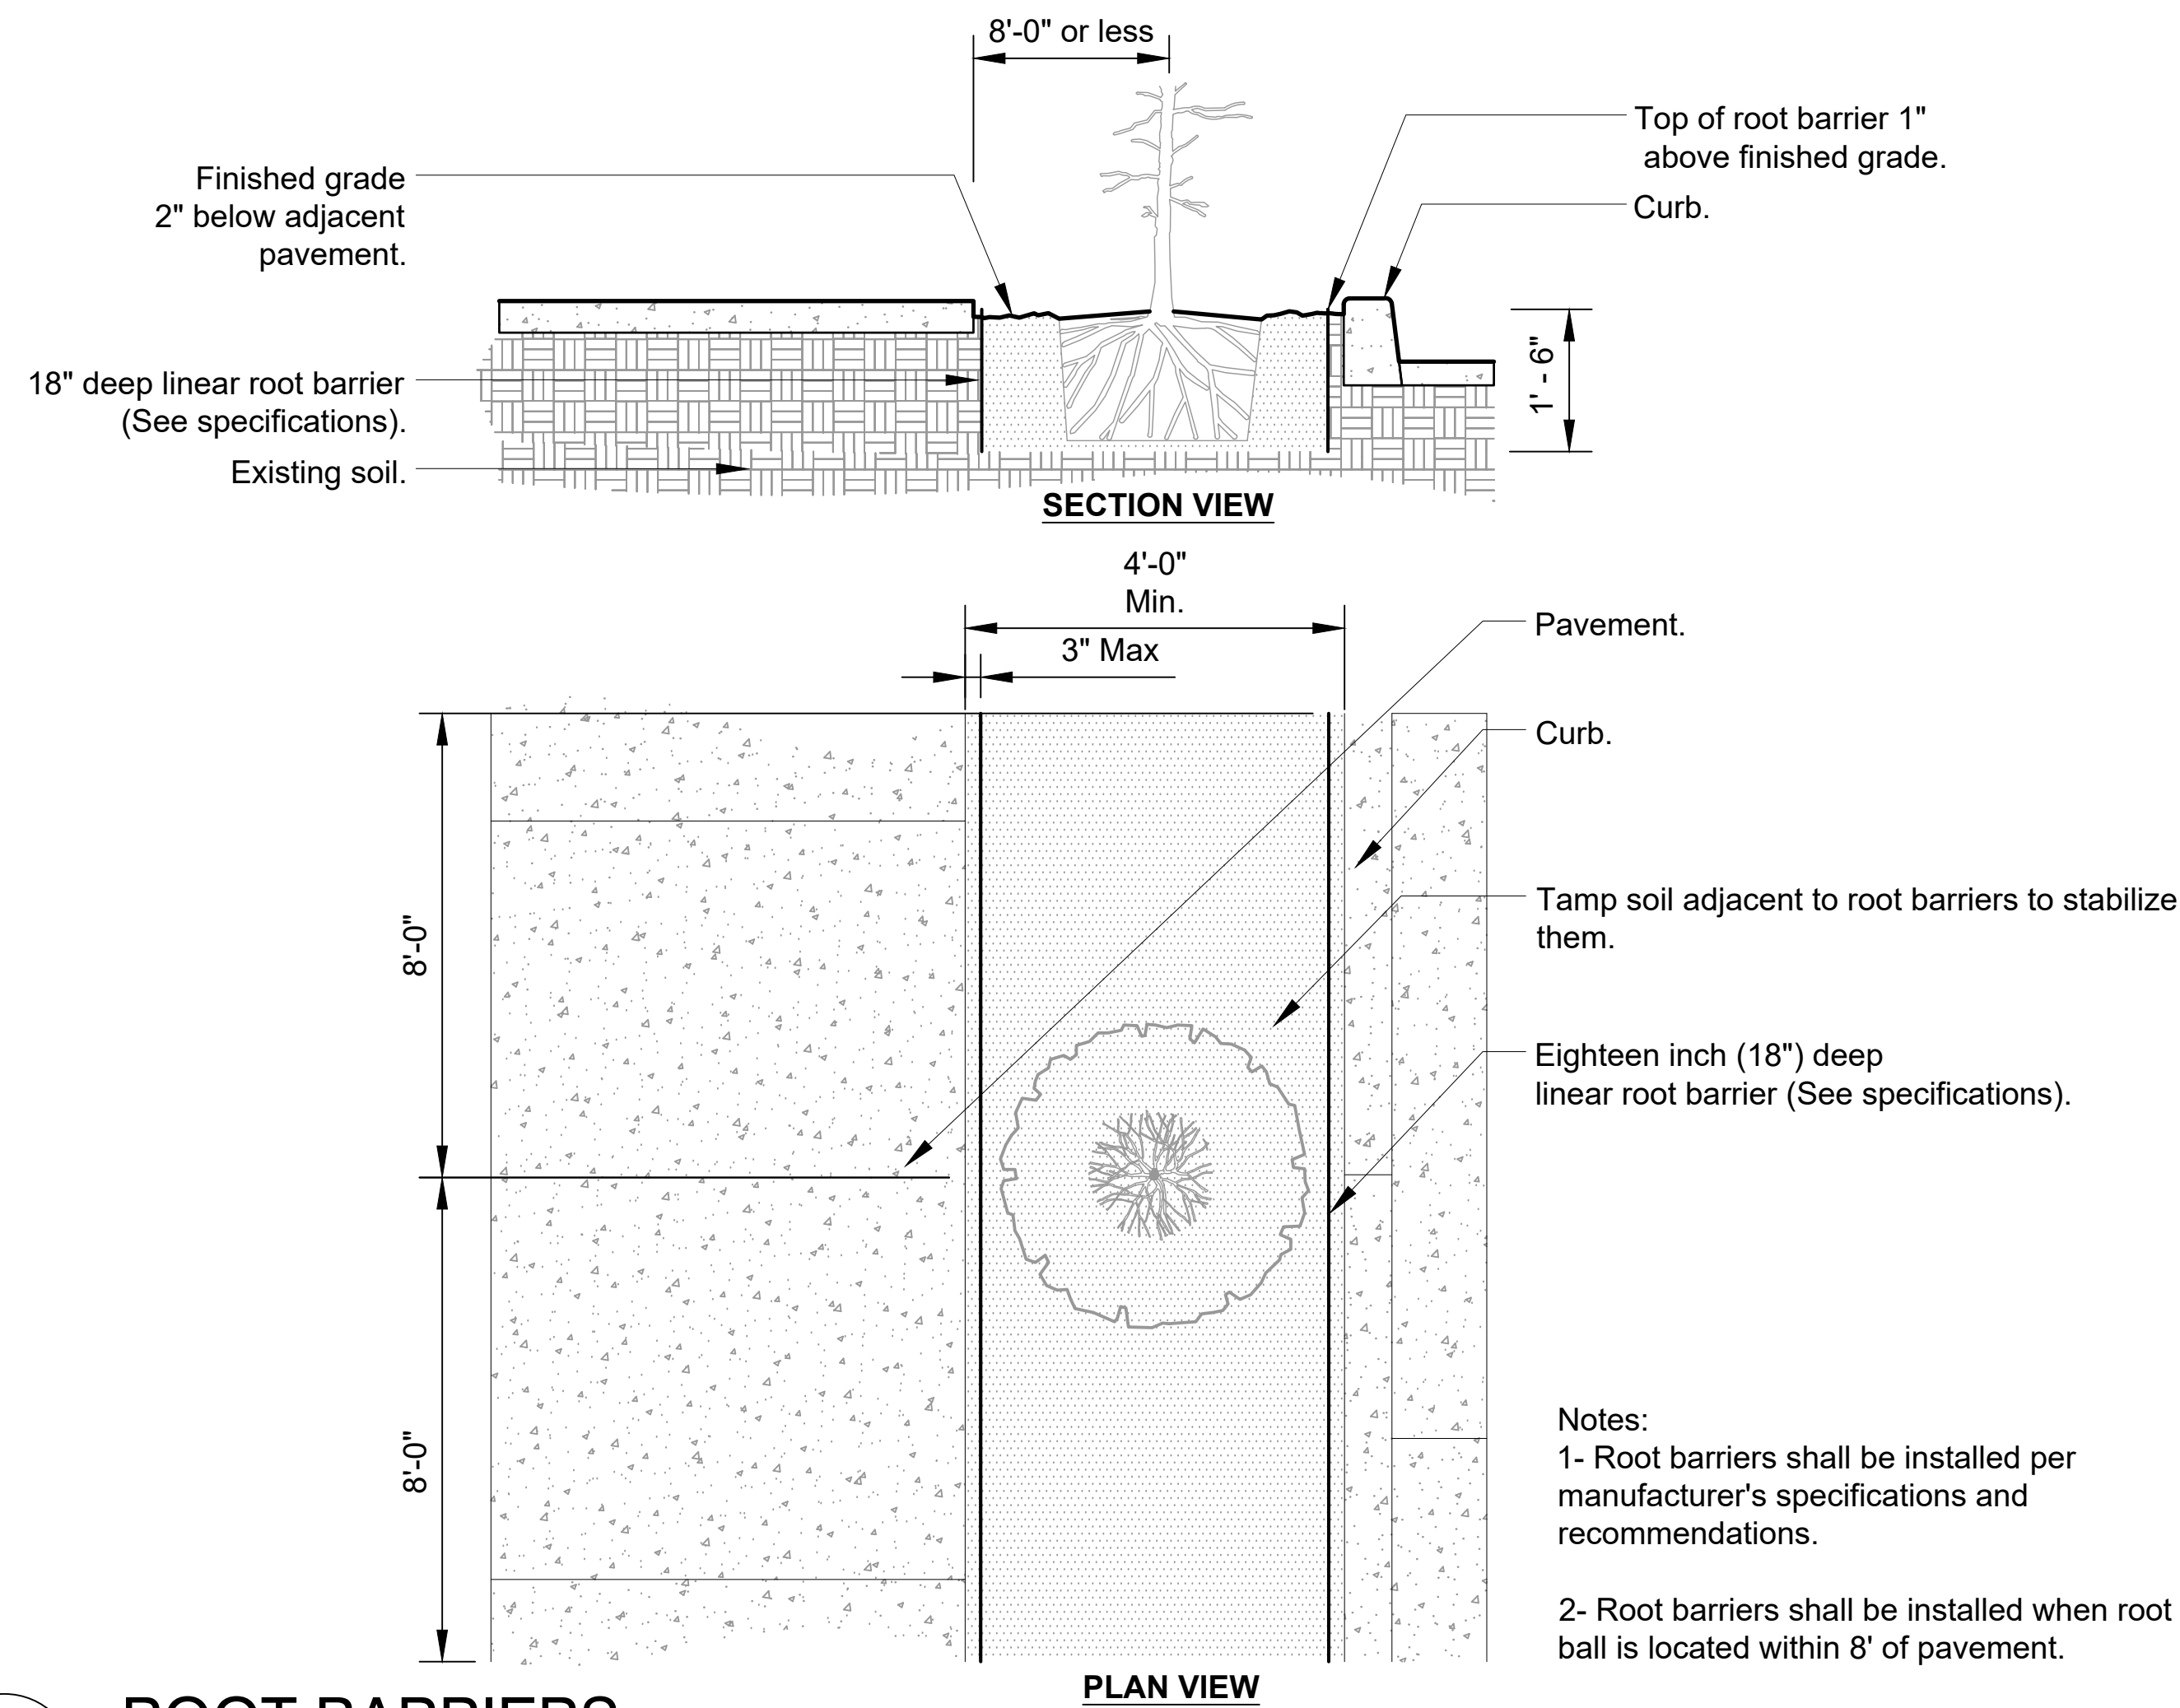 8'-0" or less
Top of root barrier 1"
above finished grade.
Curb.
Finished grade
2" below adjacent
pavement.
1' - 6"
18" deep linear root barrier
(See specifications).
Existing soil.
SECTION VIEW
4'-0"
Min.
3" Max
Pavement.
Curb.
Tamp soil adjacent to root barriers to stabilize
them.
8'-0"
Eighteen inch (18") deep
linear root barrier (See specifications).
8'-0"
Notes:
1- Root barriers shall be installed per
manufacturer's specifications and
recommendations.
2- Root barriers shall be installed when root
ball is located within 8' of pavement.
PLAN VIEW
ROOT BARRIERS